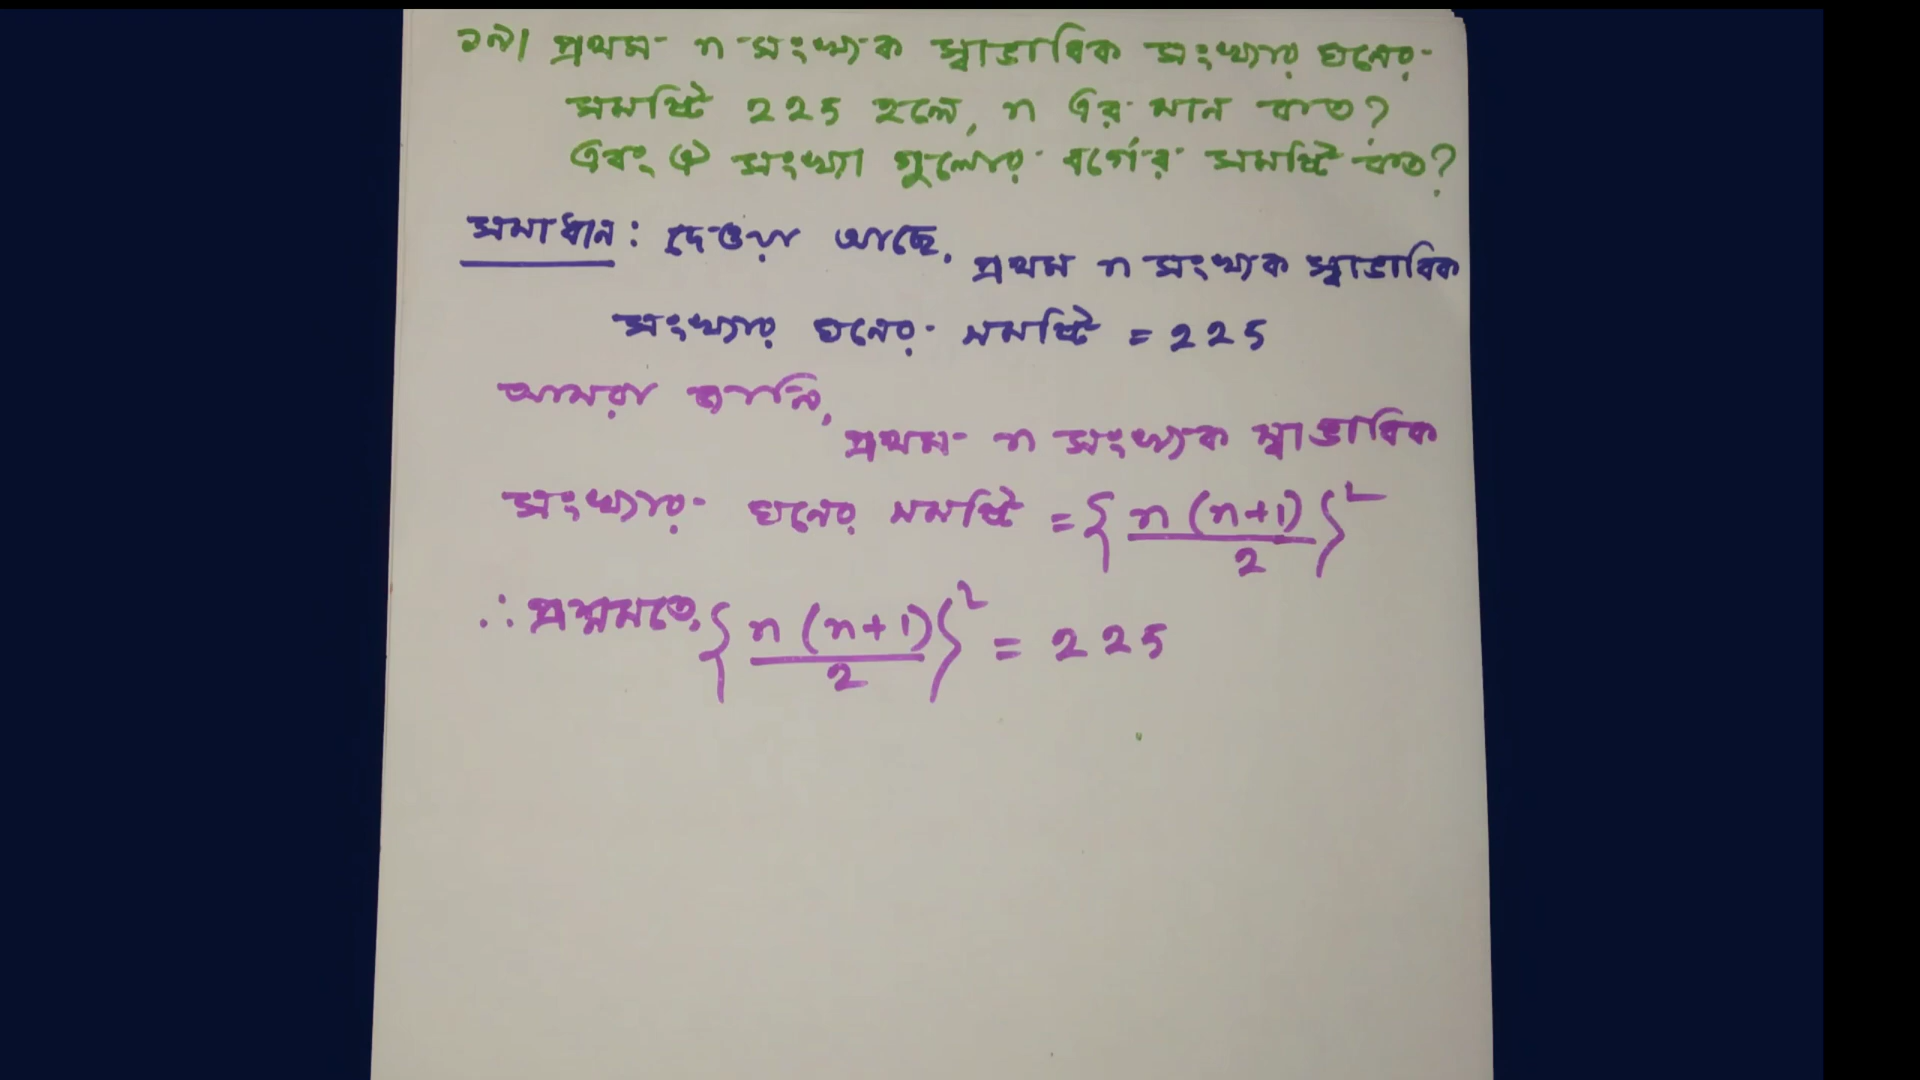 ১৯। প্রথম n সংখ্যক স্বাভাবিক সংখ্যার ঘনের
সমষ্টি 225 হলে, n এর মান কত?
এবং ঐ সংখ্যা গুলোর বর্গের সমষ্টি কত?
সমাধান: দেওয়া আছে, প্রথম n সংখ্যক স্বাভাবিক
সংখ্যার ঘনের সমষ্টি = 225
আমরা জানি, প্রথম n সংখ্যক স্বাভাবিক
সংখ্যার ঘনের সমষ্টি = {n(n+1)/2}²
∴ প্রশ্নমতে, {n(n+1)/2}² = 225